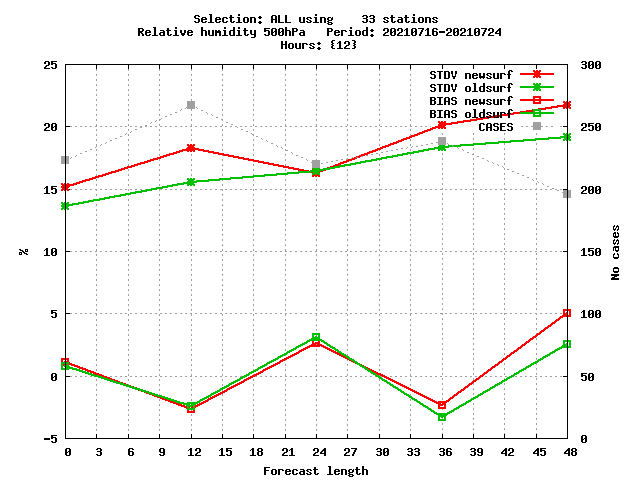 Selection: ALL using    33 stations
Relative humidity 500hPa   Period: 20210716-20210724
Hours: {12}
25 300
STDV newsurf
STDV oldsurf
BIAS newsurf
BIAS oldsurf
CASES
20 250
15 200
% 10 150 No cases
5 100
0 50
-5 0
0 3 6 9 12 15 18 21 24 27 30 33 36 39 42 45 48
Forecast length